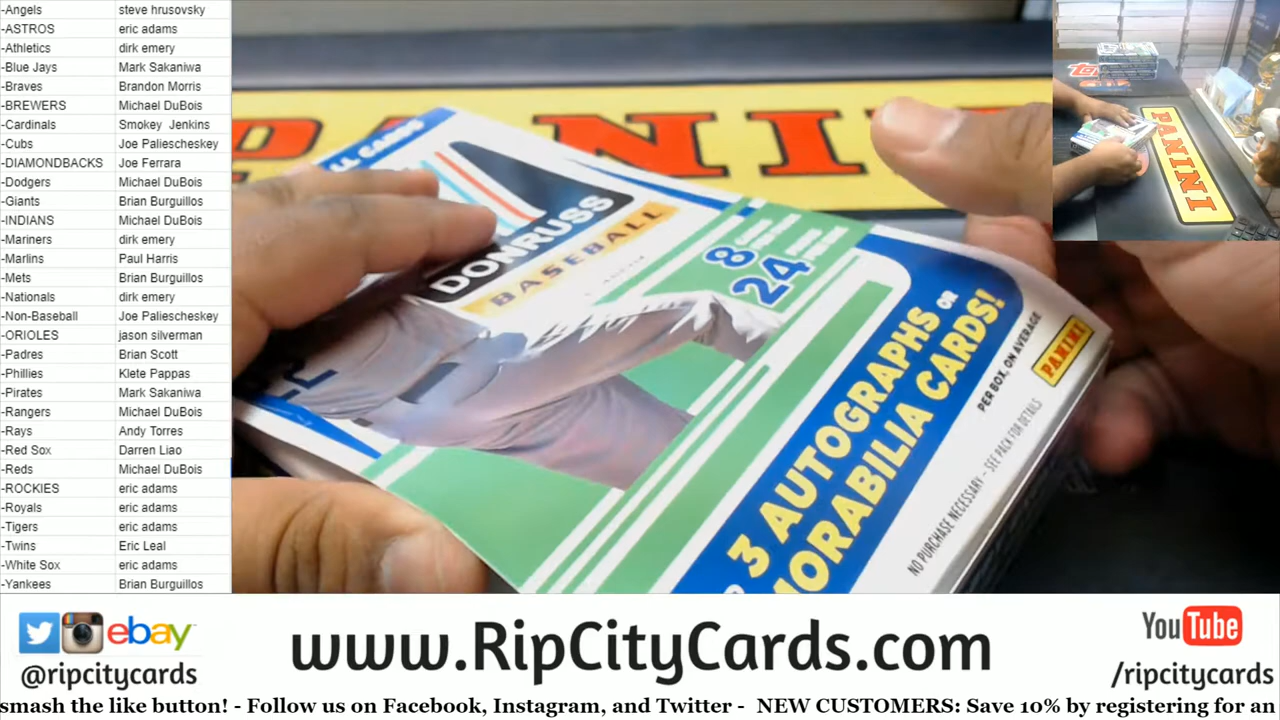 -Angels steve hrusovsky
-ASTROS eric adams
-Athletics dirk emery
-Blue Jays Mark Sakaniwa
-Braves Brandon Morris
-BREWERS Michael DuBois
-Cardinals Smokey Jenkins
-Cubs Joe Paliescheskey
-DIAMONDBACKS Joe Ferrara
-Dodgers Michael DuBois
-Giants Brian Burguillos
-INDIANS Michael DuBois
-Mariners dirk emery
-Marlins Paul Harris
-Mets Brian Burguillos
-Nationals dirk emery
-Non-Baseball Joe Paliescheskey
-ORIOLES jason silverman
-Padres Brian Scott
-Phillies Klete Pappas
-Pirates Mark Sakaniwa
-Rangers Michael DuBois
-Rays Andy Torres
-Red Sox Darren Liao
-Reds Michael DuBois
-ROCKIES eric adams
-Royals eric adams
-Tigers eric adams
-Twins Eric Leal
-White Sox eric adams
-Yankees Brian Burguillos
DONRUSS
BASEBALL
8
24
3 AUTOGRAPHS OR
MORABILIA CARDS!
PER BOX, ON AVERAGE
PANINI
NO PURCHASE NECESSARY - SEE PACK FOR DETAILS
PANINI
ebay
@ripcitycards
www.RipCityCards.com
YouTube
/ripcitycards
smash the like button! - Follow us on Facebook, Instagram, and Twitter - NEW CUSTOMERS: Save 10% by registering for an